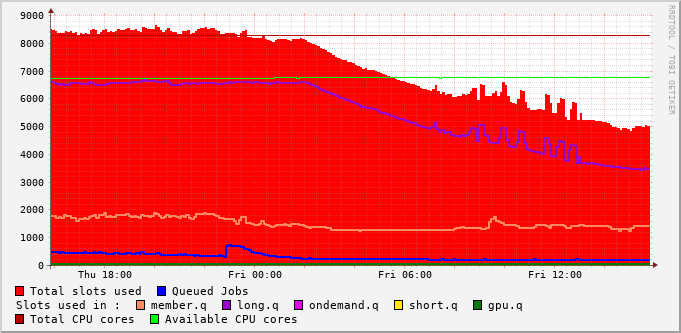 RRDTOOL / TOBI OETIKER
9000
8000
7000
6000
5000
4000
3000
2000
1000
0
Thu 18:00 Fri 00:00 Fri 06:00 Fri 12:00
Total slots used Queued Jobs
Slots used in : member.q long.q ondemand.q short.q gpu.q
Total CPU cores Available CPU cores